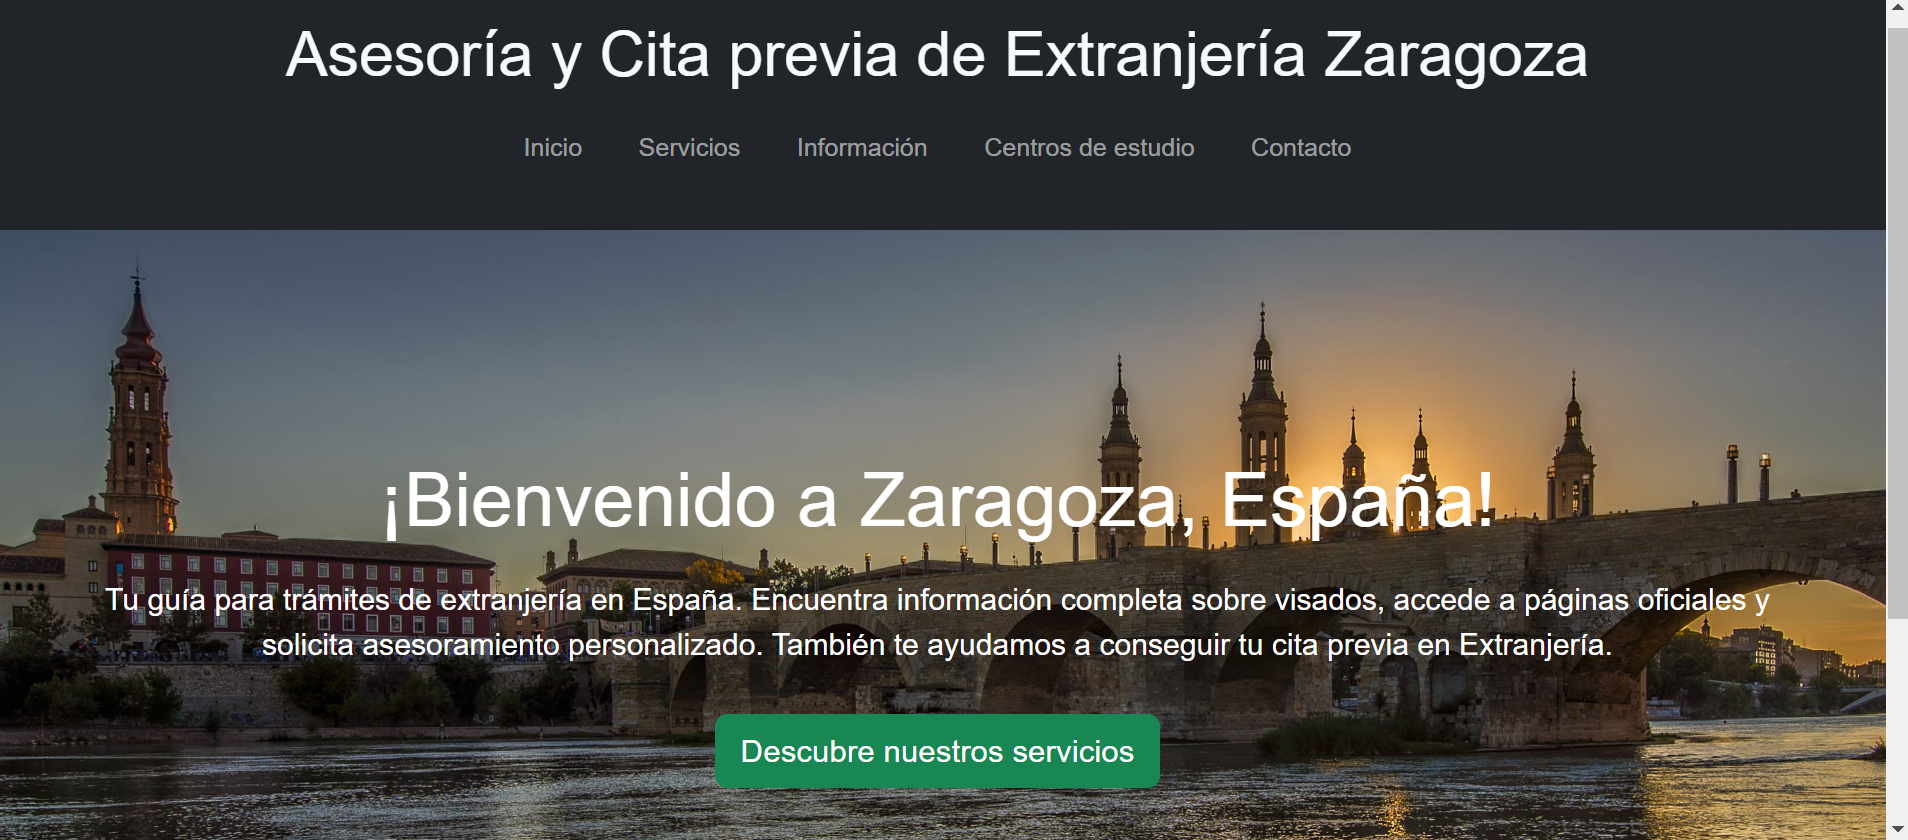 Asesoría y Cita previa de Extranjería Zaragoza
Inicio Servicios Información Centros de estudio Contacto
¡Bienvenido a Zaragoza, España!
Tu guía para trámites de extranjería en España. Encuentra información completa sobre visados, accede a páginas oficiales y
solicita asesoramiento personalizado. También te ayudamos a conseguir tu cita previa en Extranjería.
Descubre nuestros servicios